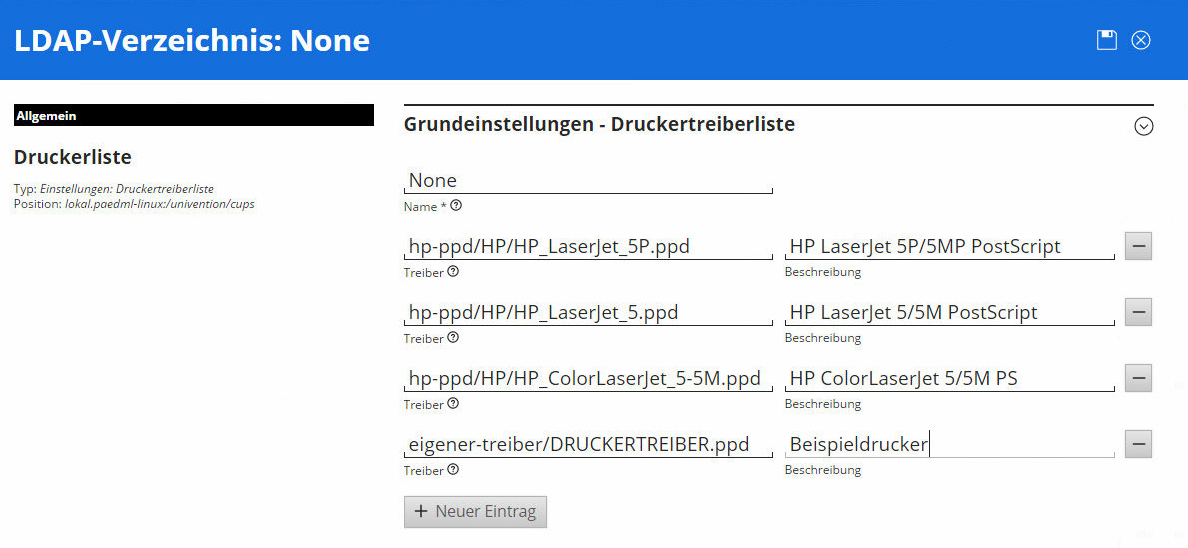 LDAP-Verzeichnis: None
Allgemein
Druckerliste
Typ: Einstellungen: Druckertreiberliste
Position: lokal.paedml-linux:/univention/cups
Grundeinstellungen - Druckertreiberliste
None
Name *
hp-ppd/HP/HP_LaserJet_5P.ppd HP LaserJet 5P/5MP PostScript
Treiber Beschreibung
hp-ppd/HP/HP_LaserJet_5.ppd HP LaserJet 5/5M PostScript
Treiber Beschreibung
hp-ppd/HP/HP_ColorLaserJet_5-5M.ppd HP ColorLaserJet 5/5M PS
Treiber Beschreibung
eigener-treiber/DRUCKERTREIBER.ppd Beispieldrucker
Treiber Beschreibung
+ Neuer Eintrag